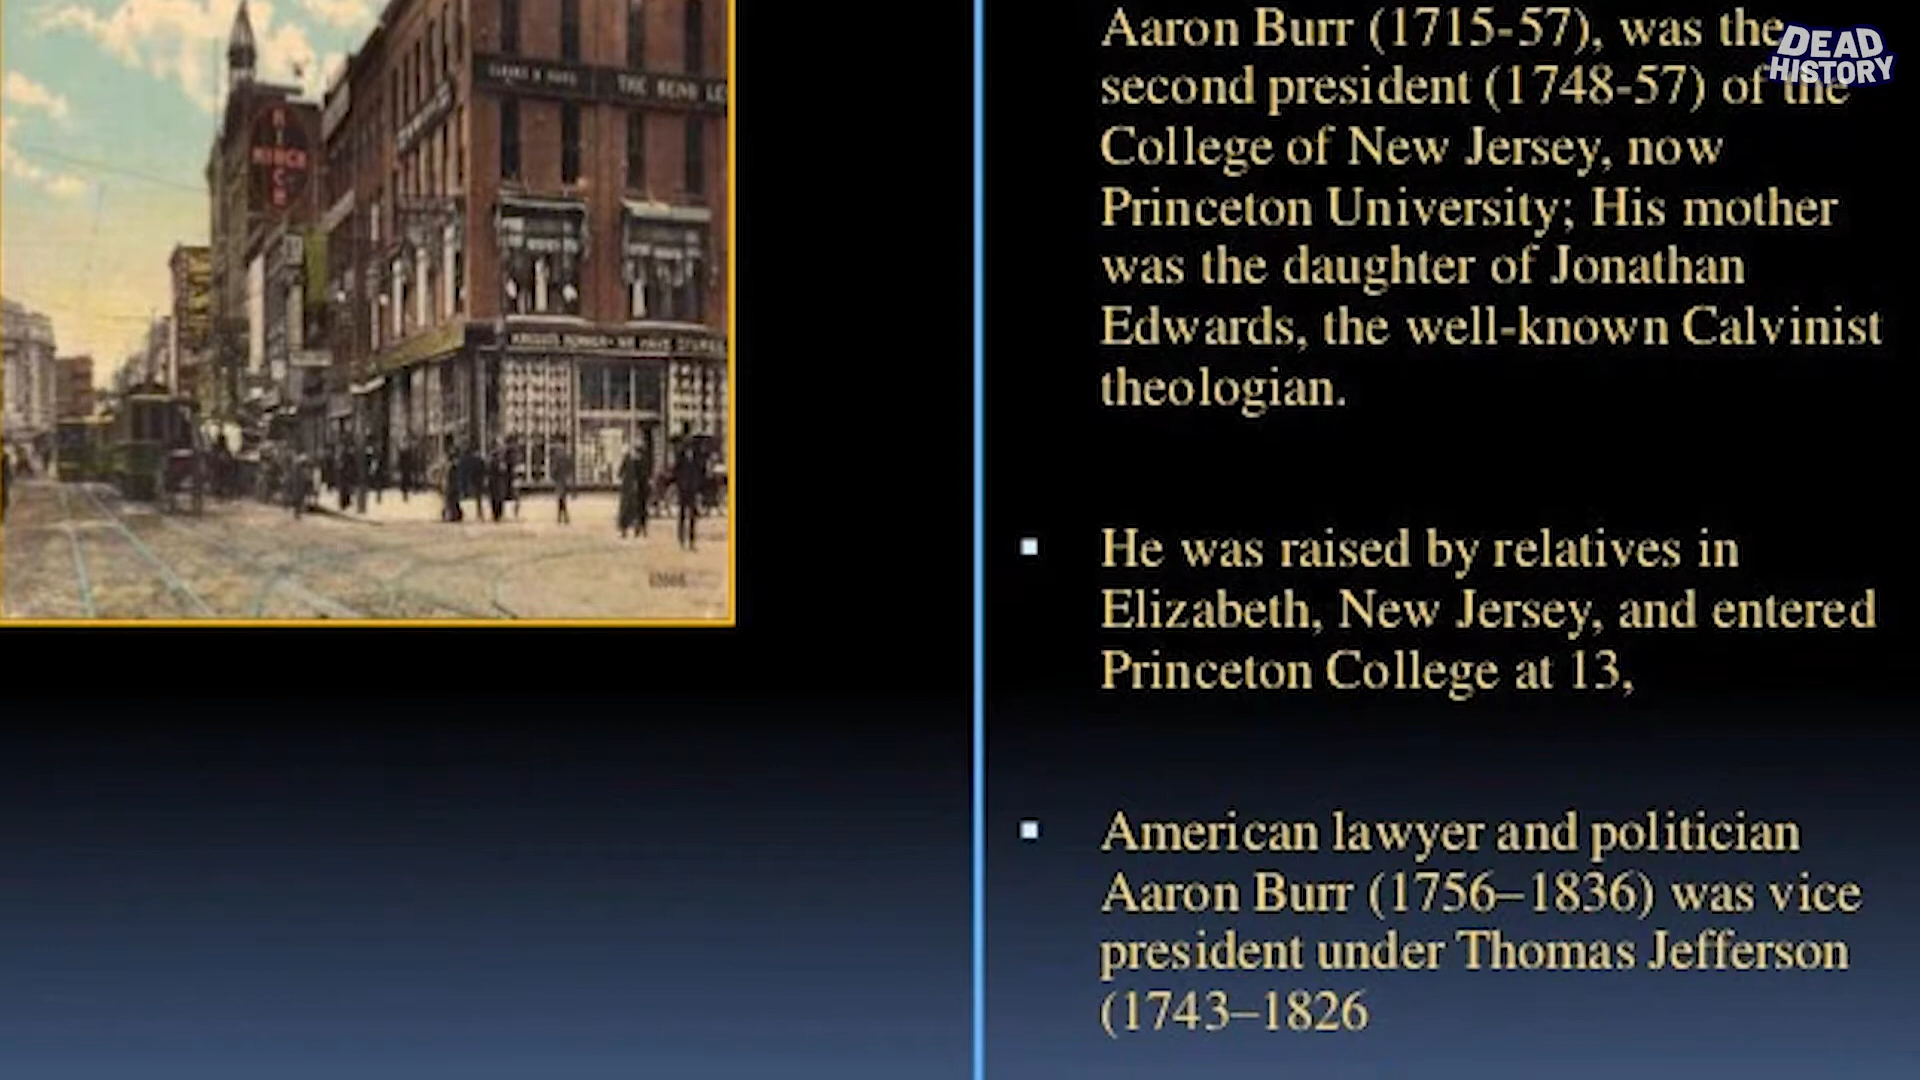 Aaron Burr (1715-57), was the
second president (1748-57) of the
College of New Jersey, now
Princeton University; His mother
was the daughter of Jonathan
Edwards, the well-known Calvinist
theologian.
He was raised by relatives in
Elizabeth, New Jersey, and entered
Princeton College at 13,
American lawyer and politician
Aaron Burr (1756–1836) was vice
president under Thomas Jefferson
(1743–1826
DEAD
HISTORY